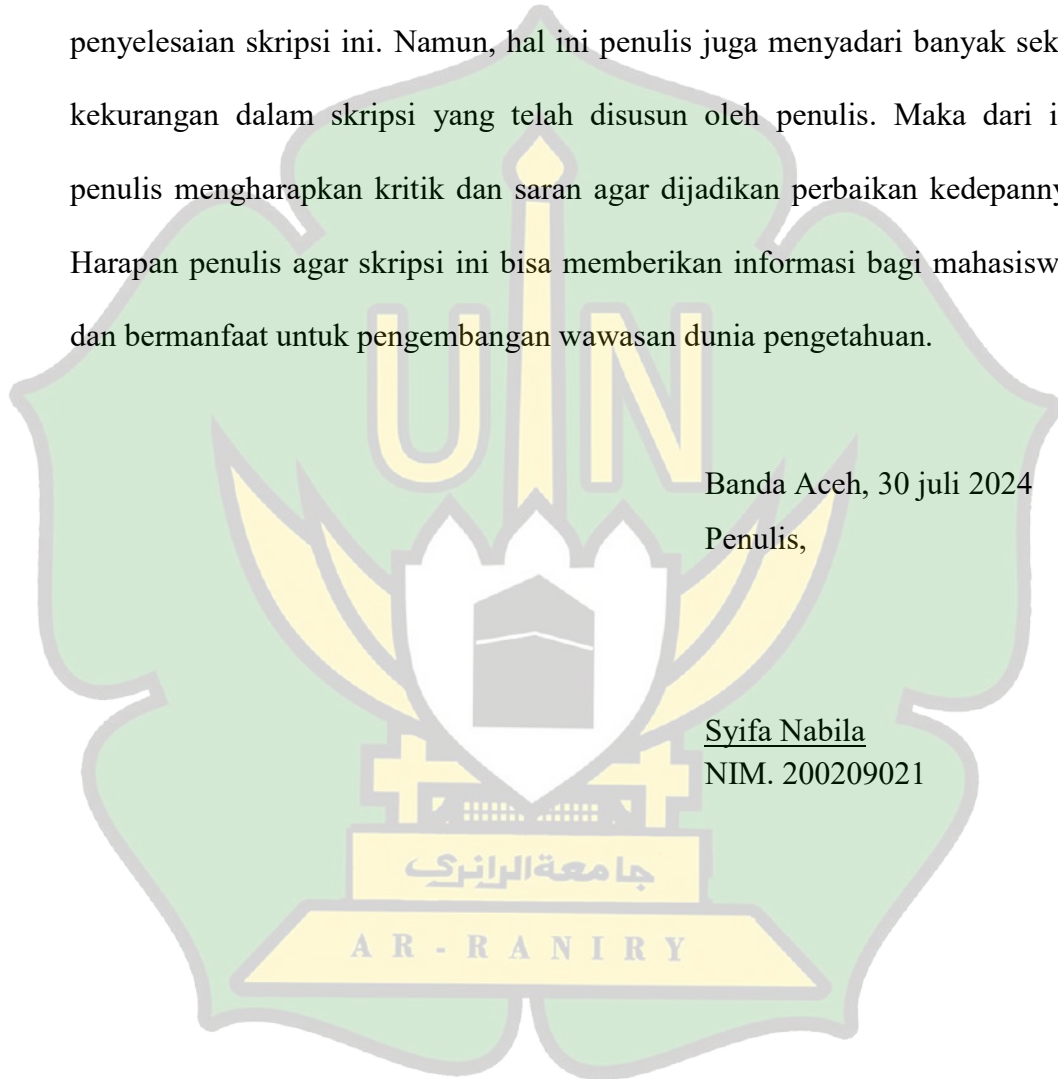 penyelesaian skripsi ini. Namun, hal ini penulis juga menyadari banyak sek
kekurangan dalam skripsi yang telah disusun oleh penulis. Maka dari i
penulis mengharapkan kritik dan saran agar dijadikan perbaikan kedepanny
Harapan penulis agar skripsi ini bisa memberikan informasi bagi mahasisw
dan bermanfaat untuk pengembangan wawasan dunia pengetahuan.
UIN
Banda Aceh, 30 juli 2024
Penulis,
Syifa Nabila
NIM. 200209021
جامعة الرانري
AR-RANIRY